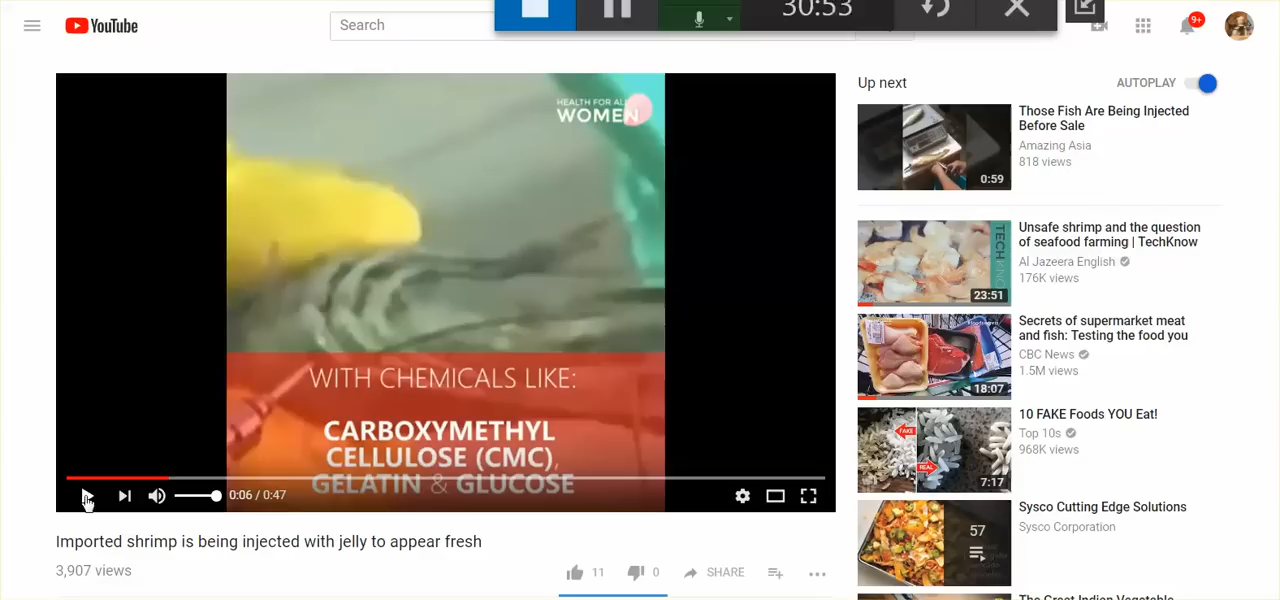 YouTube
Search
30:53
9+
HEALTH FOR ALL
WOMEN
WITH CHEMICALS LIKE:
CARBOXYMETHYL
CELLULOSE (CMC),
GELATIN & GLUCOSE
0:06 / 0:47
Imported shrimp is being injected with jelly to appear fresh
3,907 views
11
0
SHARE
Up next
AUTOPLAY
Those Fish Are Being Injected
Before Sale
Amazing Asia
818 views
0:59
Unsafe shrimp and the question
of seafood farming | TechKnow
Al Jazeera English
176K views
TECH
23:51
Secrets of supermarket meat
and fish: Testing the food you
CBC News
1.5M views
18:07
10 FAKE Foods YOU Eat!
Top 10s
968K views
FAKE
REAL
7:17
Sysco Cutting Edge Solutions
Sysco Corporation
57
The Great Indian Vegetable